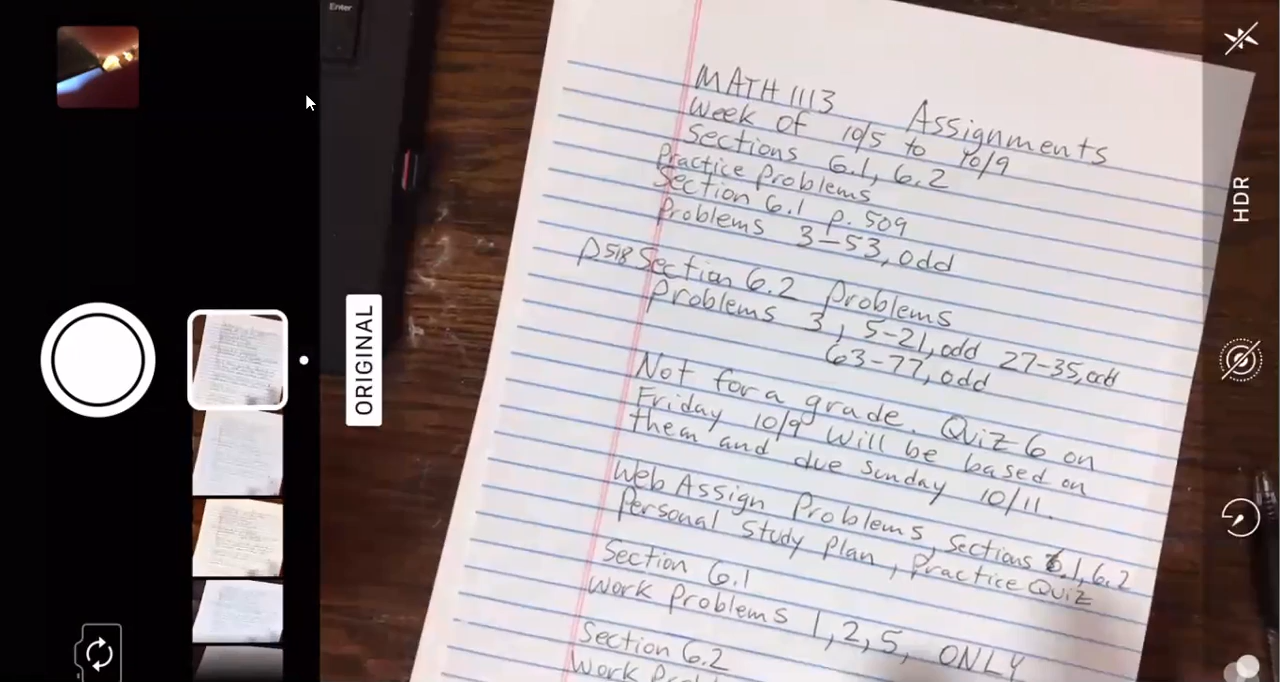 Enter
HDR
ORIGINAL
MATH 1113 Assignments
Week of 10/5 to 10/9
Sections 6.1, 6.2
Practice Problems
Section 6.1 p. 509
Problems 3-53, odd
p518 Section 6.2 Problems
Problems 3, 5-21, odd 27-35, odd
63-77, odd
Not for a grade. Quiz 6 on
Friday 10/9 will be based on
them and due Sunday 10/11.
Web Assign Problems, Sections 6.1, 6.2
Personal Study Plan, Practice Quiz
Section 6.1
Work Problems 1, 2, 5, ONLY
Section 6.2
Work